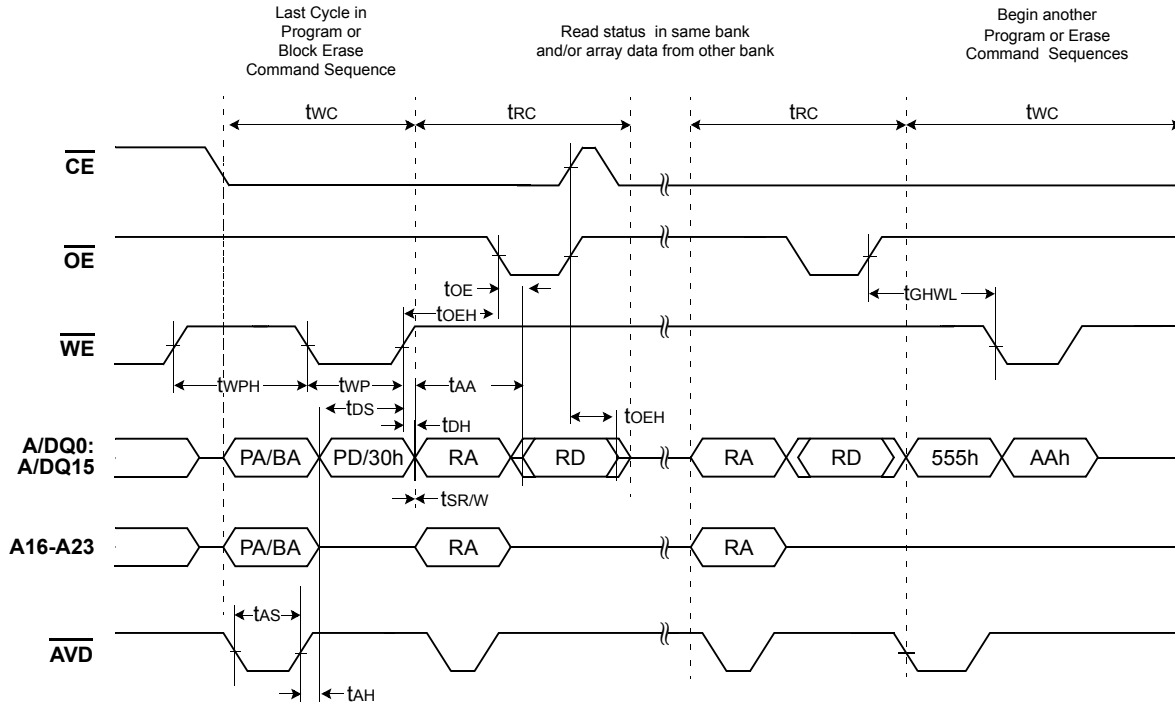 Last Cycle in
Program or
Block Erase
Command Sequence
Read status in same bank
and/or array data from other bank
Begin another
Program or Erase
Command Sequences
tWC
tRC
tRC
tWC
CE
OE
tOE
tOEH
tGHWL
WE
tWPH
tWP
tAA
tDS
tDH
tOEH
A/DQ0:
A/DQ15
PA/BA
PD/30h
RA
RD
RA
RD
555h
AAh
tSR/W
A16-A23
PA/BA
RA
RA
tAS
AVD
tAH